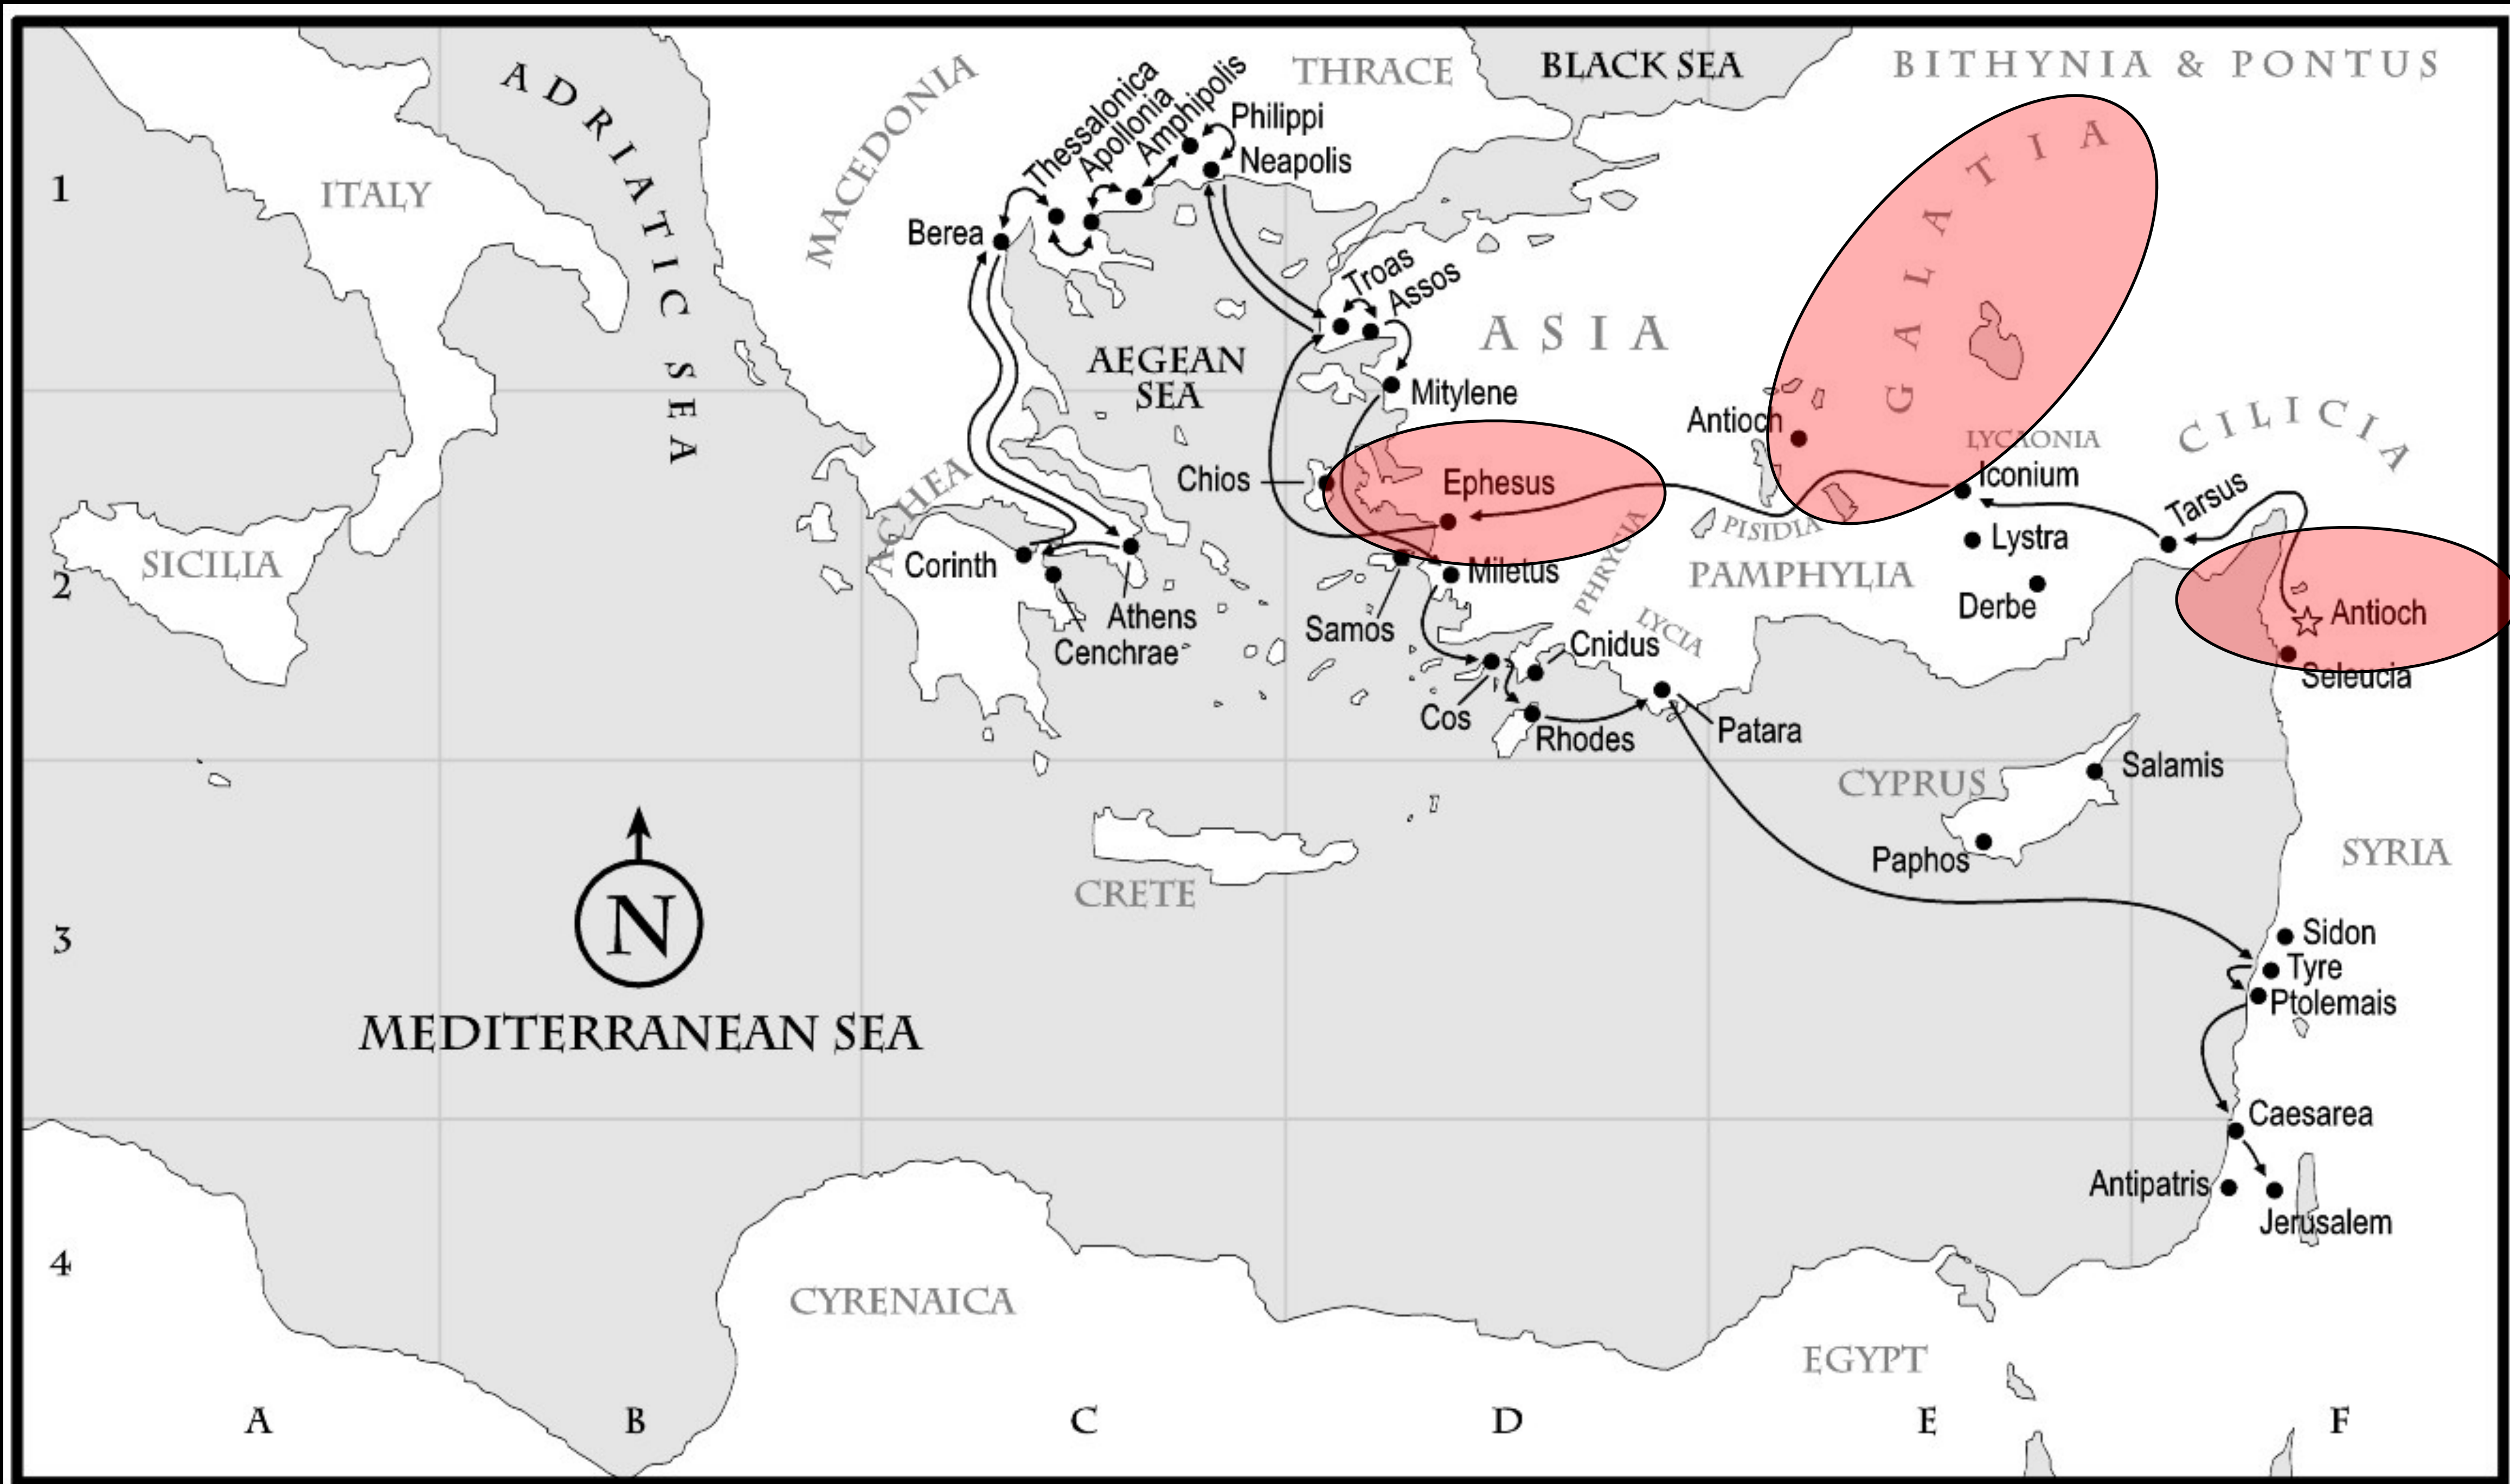 BLACK SEA
THRACE
BITHYNIA & PONTUS
ADRIATIC SEA
MACEDONIA
Thessalonica
Apollonia
Amphipolis
Philippi
Neapolis
GALATIA
1
ITALY
Berea
Troas
Assos
ASIA
AEGEAN
SEA
Mitylene
Antioch
LYCAONIA
CILICIA
Chios
Ephesus
Iconium
Tarsus
ACHEA
PISIDIA
Lystra
SICILIA
Corinth
2
Miletus
PHRYCIA
PAMPHYLIA
Derbe
Antioch
Athens
Samos
LYCIA
Cenchrae
Cnidus
Seleucia
Cos
Rhodes
Patara
Salamis
CYPRUS
Paphos
SYRIA
CRETE
N
3
Sidon
Tyre
Ptolemais
MEDITERRANEAN SEA
Caesarea
Antipatris
Jerusalem
4
CYRENAICA
EGYPT
A
B
C
D
E
F